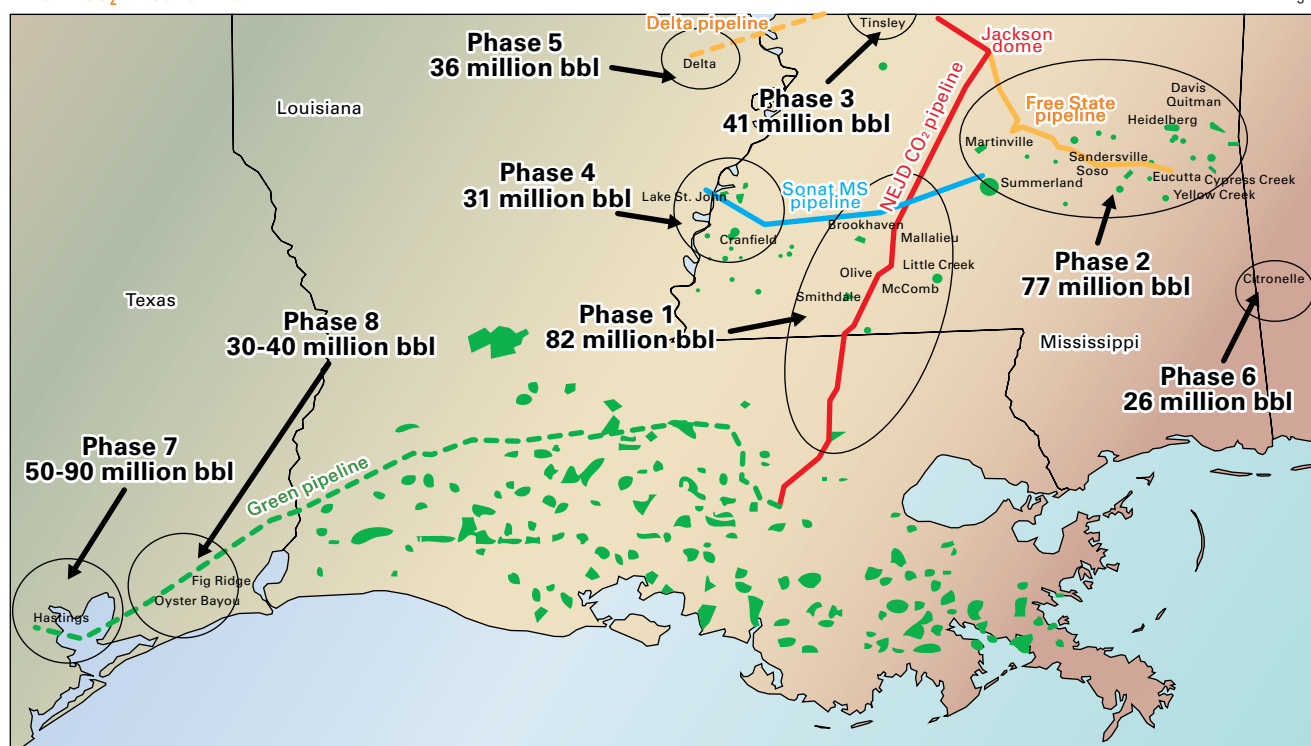 Delta pipeline
Tinsley
Jackson
dome
Phase 5
36 million bbl
Delta
Louisiana
Phase 3
41 million bbl
NEJD CO₂ pipeline
Free State
pipeline
Davis
Quitman
Heidelberg
Martinville
Sandersville
Soso
Eucutta
Cypress Creek
Yellow Creek
Summerland
Phase 4
31 million bbl
Lake St. John
Sonat MS
pipeline
Cranfield
Brookhaven
Mallalieu
Olive
Little Creek
McComb
Smithdale
Phase 2
77 million bbl
Citronelle
Texas
Phase 8
30-40 million bbl
Phase 1
82 million bbl
Mississippi
Phase 6
26 million bbl
Phase 7
50-90 million bbl
Green pipeline
Fig Ridge
Oyster Bayou
Hastings